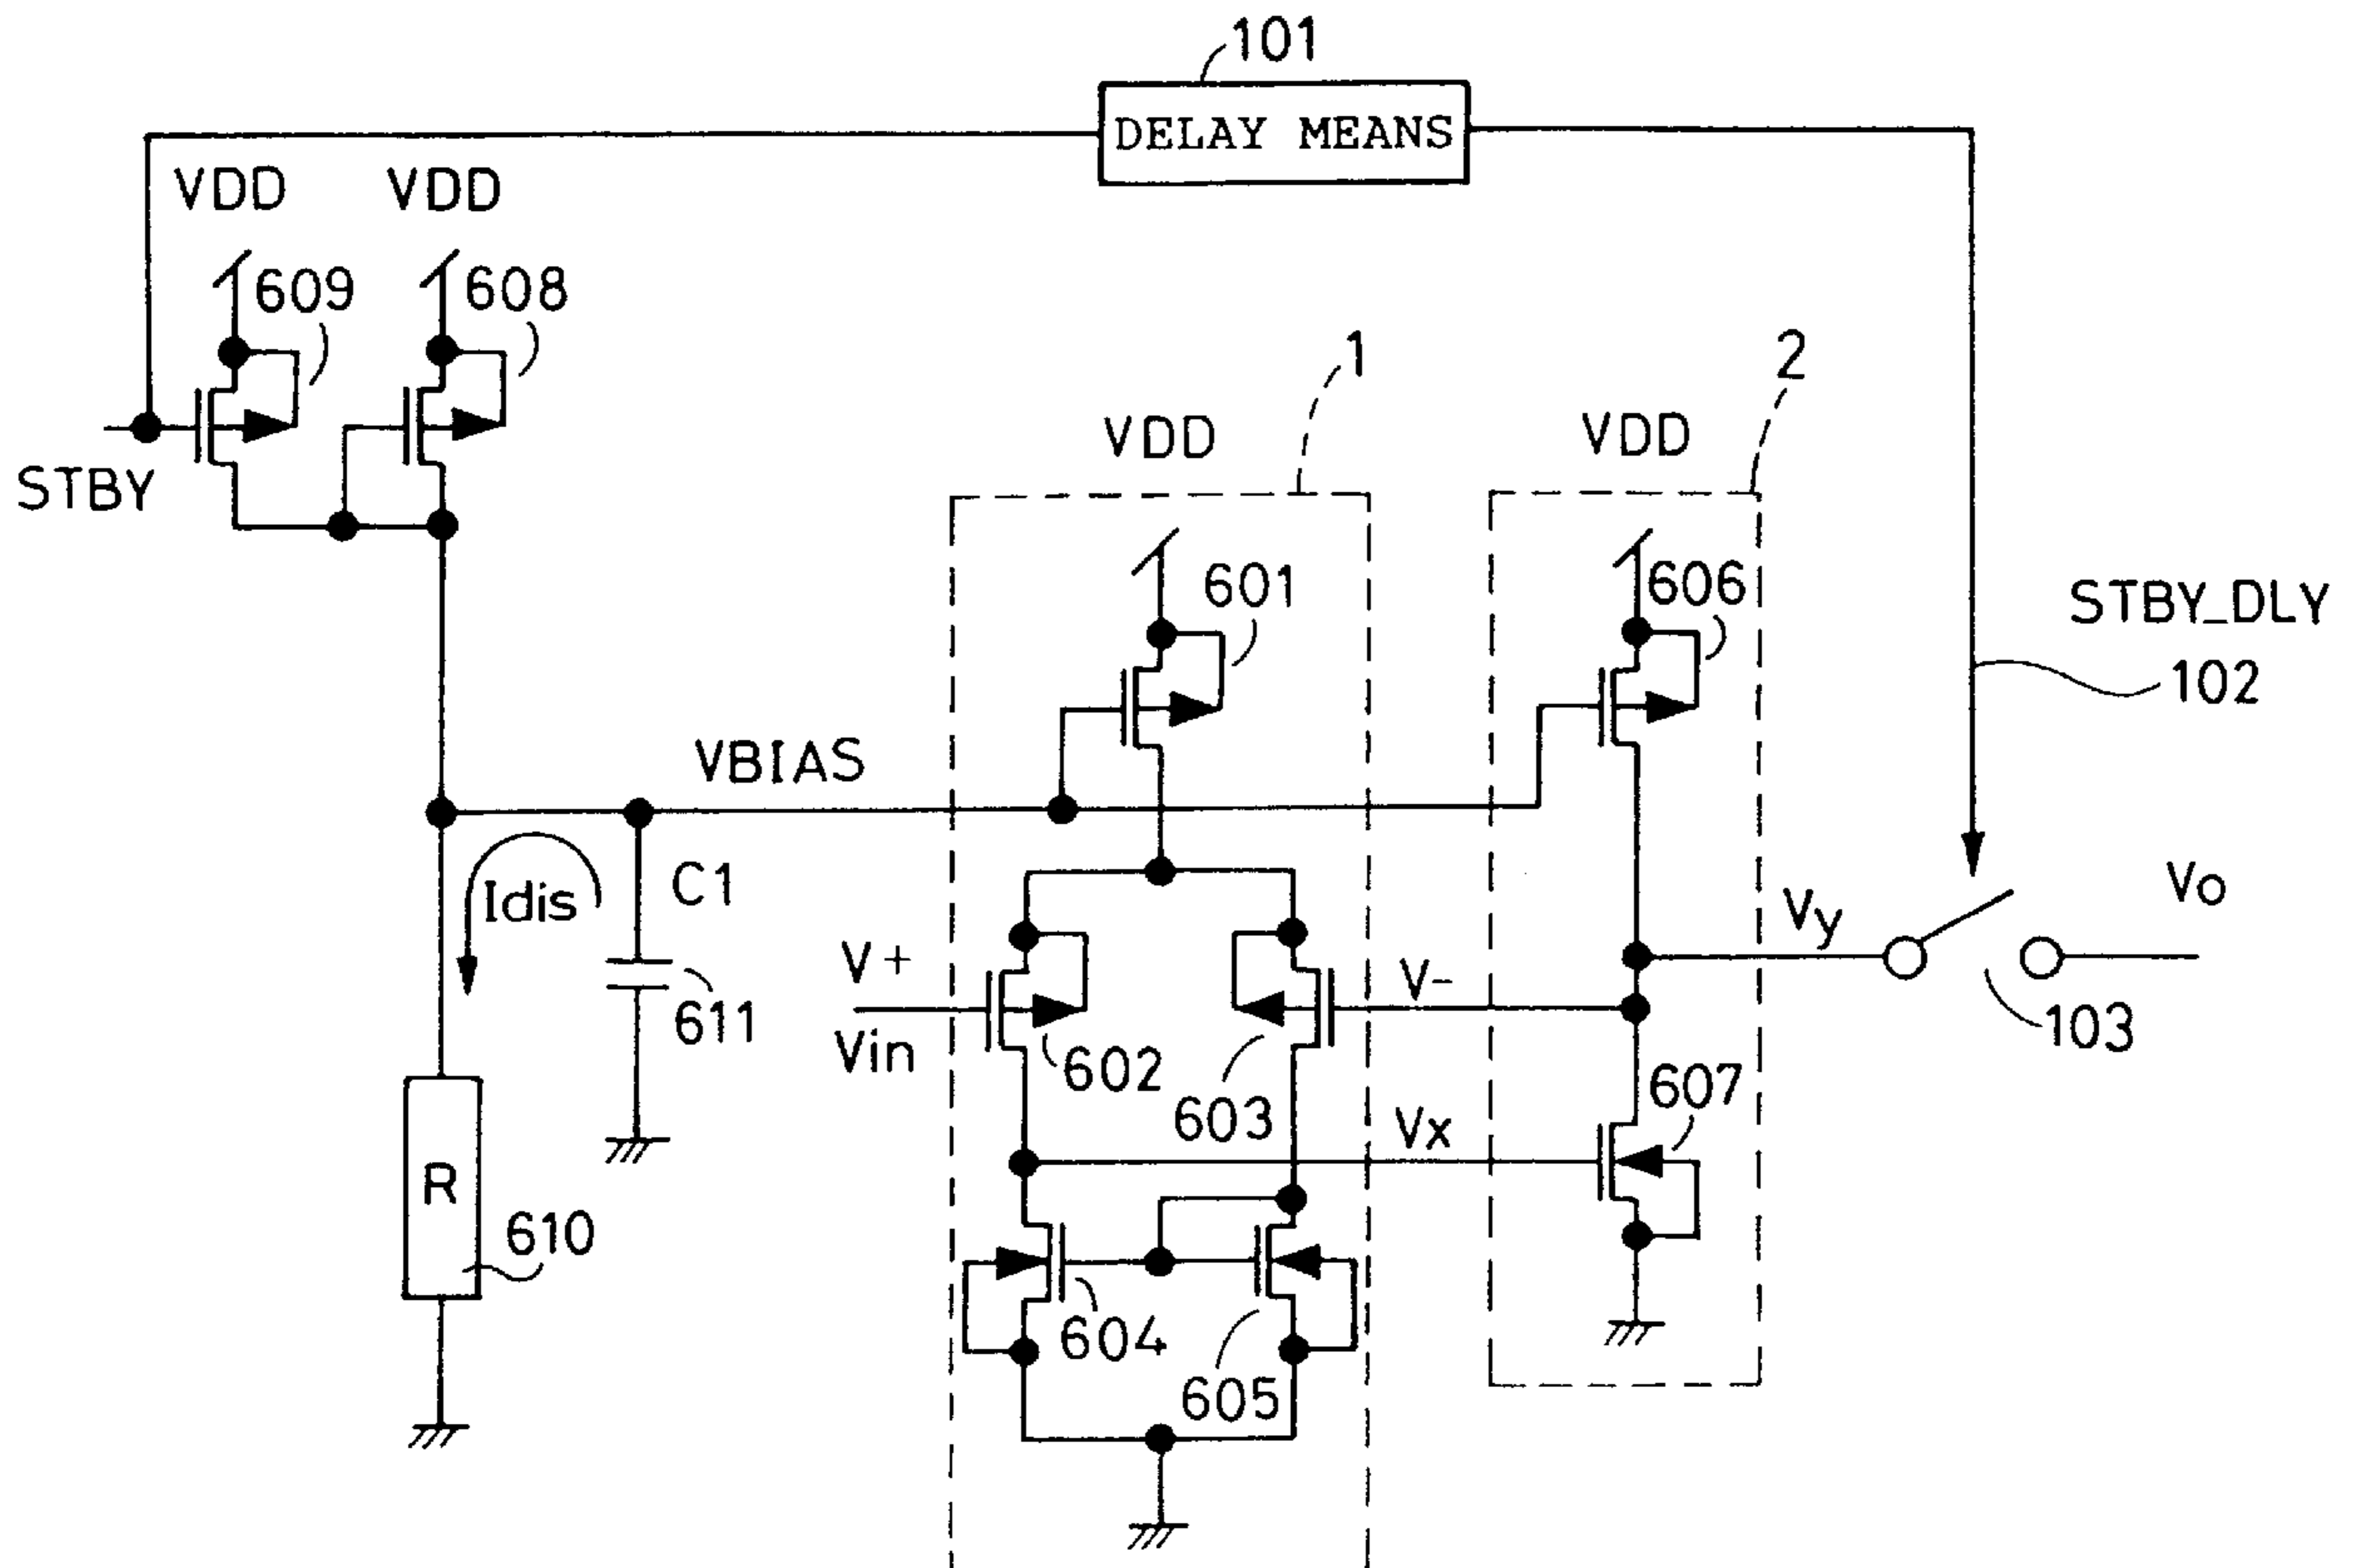 101
DELAY MEANS
VDD
VDD
609
608
1
2
STBY
VDD
VDD
601
606
STBY_DLY
102
VBIAS
C1
Idis
V+
V-
Vy
Vo
611
Vin
602
603
103
607
Vx
R
610
604
605